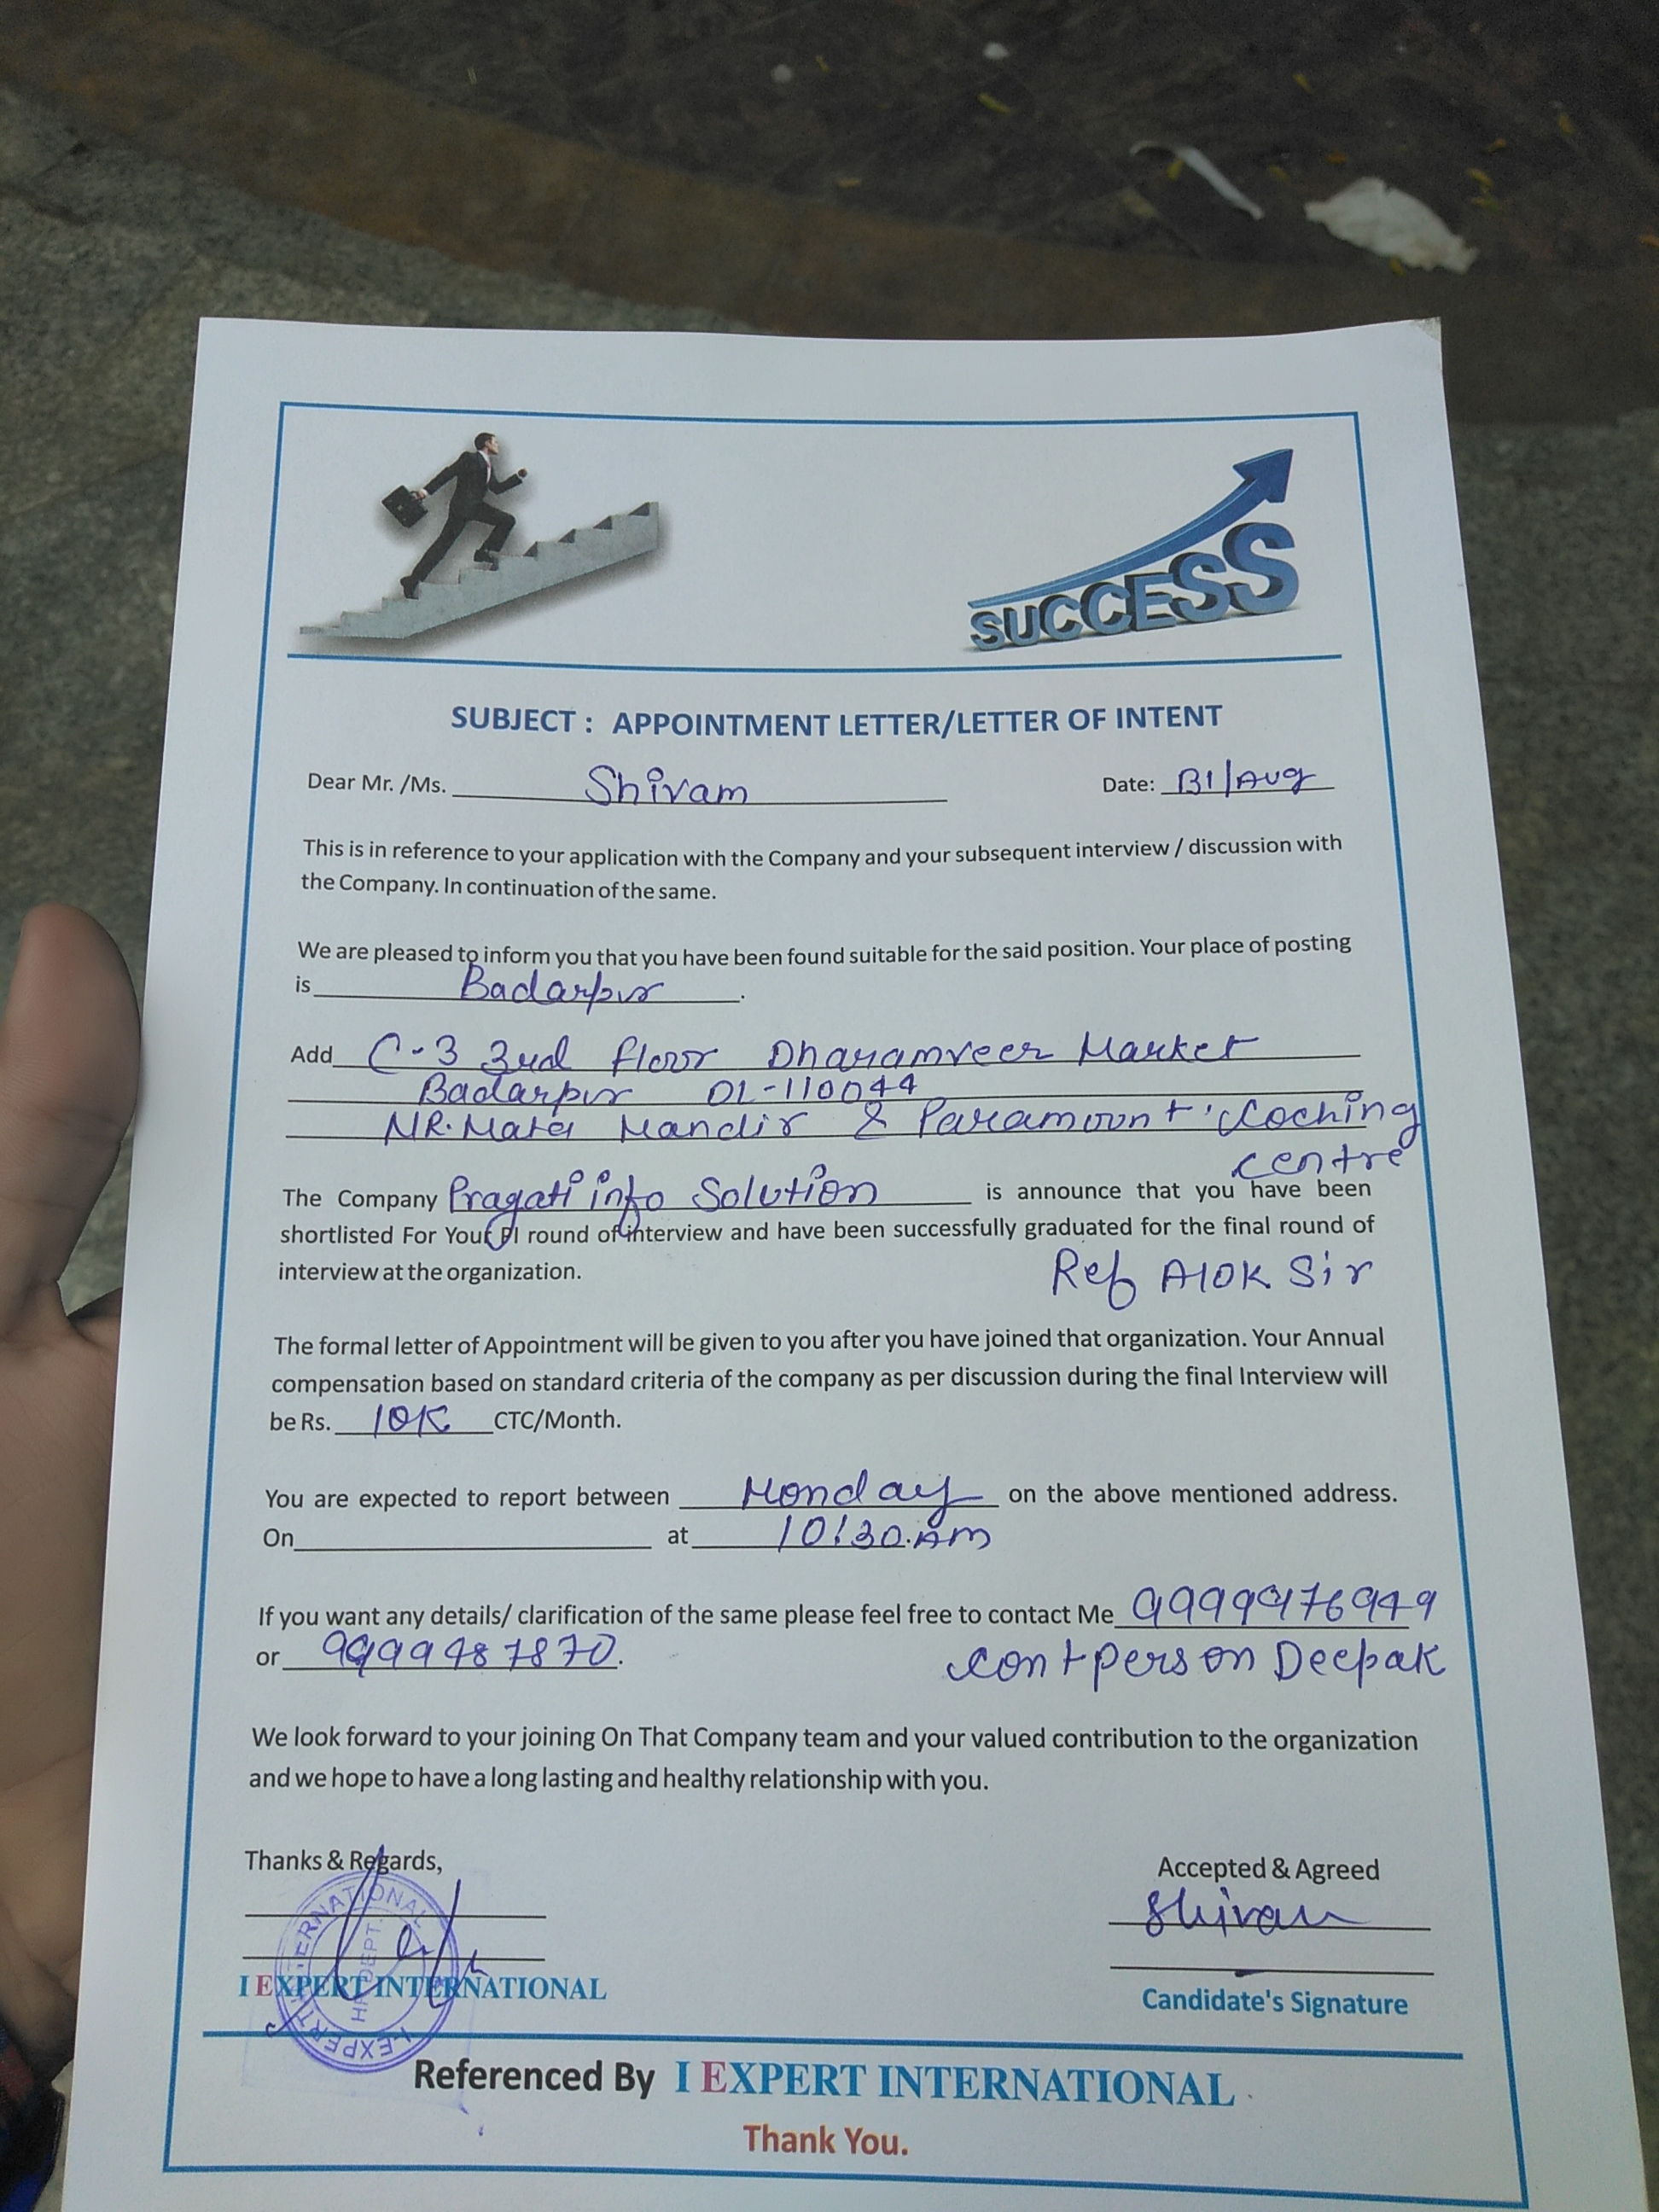 SUCCESS
SUBJECT : APPOINTMENT LETTER/LETTER OF INTENT
Dear Mr. /Ms. Shivam Date: 31/Aug
This is in reference to your application with the Company and your subsequent interview / discussion with
the Company. In continuation of the same.
We are pleased to inform you that you have been found suitable for the said position. Your place of posting
is Badarpur.
Add C-3 3rd floor Dharamveer Market
Badarpur DL-110044
NR. Mata Mandir & Paramount Coching
centre
The Company Pragati info Solution is announce that you have been
shortlisted For Your PI round of interview and have been successfully graduated for the final round of
interview at the organization.
Ref Alok Sir
The formal letter of Appointment will be given to you after you have joined that organization. Your Annual
compensation based on standard criteria of the company as per discussion during the final Interview will
be Rs. 10K CTC/Month.
You are expected to report between Monday on the above mentioned address.
On at 10:30.AM
If you want any details/ clarification of the same please feel free to contact Me 9999976949
or 9999487870.
cont person Deepak
We look forward to your joining On That Company team and your valued contribution to the organization
and we hope to have a long lasting and healthy relationship with you.
Thanks & Regards,
Accepted & Agreed
Shivam
I EXPERT INTERNATIONAL
HR DEPT.
I EXPERT INTERNATIONAL
Candidate's Signature
Referenced By I EXPERT INTERNATIONAL
Thank You.